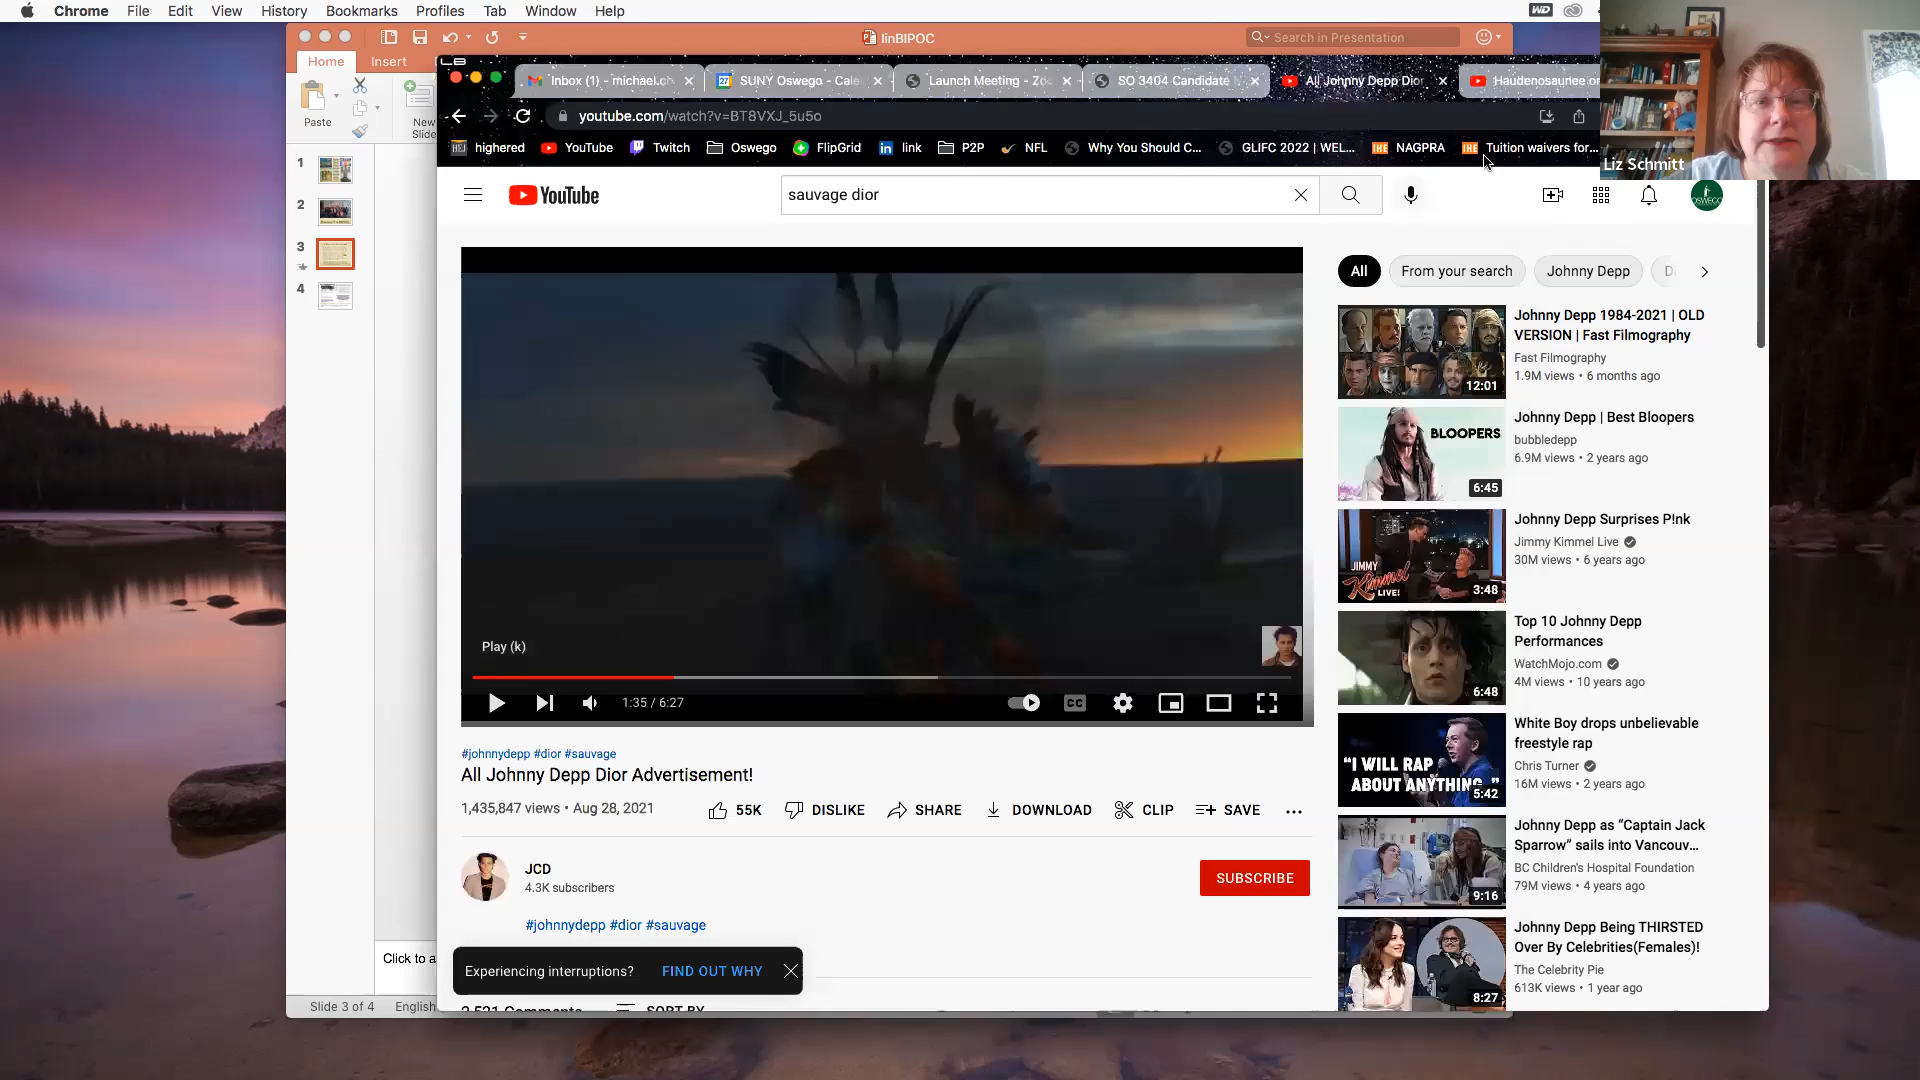 Chrome File Edit View History Bookmarks Profiles Tab Window Help
WD
linBIPOC
Search in Presentation
Home Insert
Paste
New
Slide
1
2
3
4
Click to a
Slide 3 of 4 English
Inbox (1) - michael.ch
27 SUNY Oswego - Cale
Launch Meeting - Zo
SO 3404 Candidate
All Johnny Depp Dior
Haudenosaunee or
youtube.com/watch?v=BT8VXJ_5u5o
highered YouTube Twitch Oswego FlipGrid link P2P NFL Why You Should C... GLIFC 2022 | WEL... NAGPRA Tuition waivers for...
Liz Schmitt
YouTube
sauvage dior
OSWEGO
Play (k)
1:35 / 6:27
CC
#johnnydepp #dior #sauvage
All Johnny Depp Dior Advertisement!
1,435,847 views • Aug 28, 2021
55K DISLIKE SHARE DOWNLOAD CLIP SAVE
JCD
4.3K subscribers
SUBSCRIBE
#johnnydepp #dior #sauvage
Experiencing interruptions? FIND OUT WHY
2,521 Comments SORT BY
All From your search Johnny Depp
12:01
Johnny Depp 1984-2021 | OLD
VERSION | Fast Filmography
Fast Filmography
1.9M views • 6 months ago
BLOOPERS
6:45
Johnny Depp | Best Bloopers
bubbledepp
6.9M views • 2 years ago
JIMMY
Kimmel
LIVE!
3:48
Johnny Depp Surprises P!nk
Jimmy Kimmel Live
30M views • 6 years ago
6:48
Top 10 Johnny Depp
Performances
WatchMojo.com
4M views • 10 years ago
"I WILL RAP
ABOUT ANYTHING."
5:42
White Boy drops unbelievable
freestyle rap
Chris Turner
16M views • 2 years ago
9:16
Johnny Depp as “Captain Jack
Sparrow” sails into Vancouv...
BC Children's Hospital Foundation
79M views • 4 years ago
8:27
Johnny Depp Being THIRSTED
Over By Celebrities(Females)!
The Celebrity Pie
613K views • 1 year ago